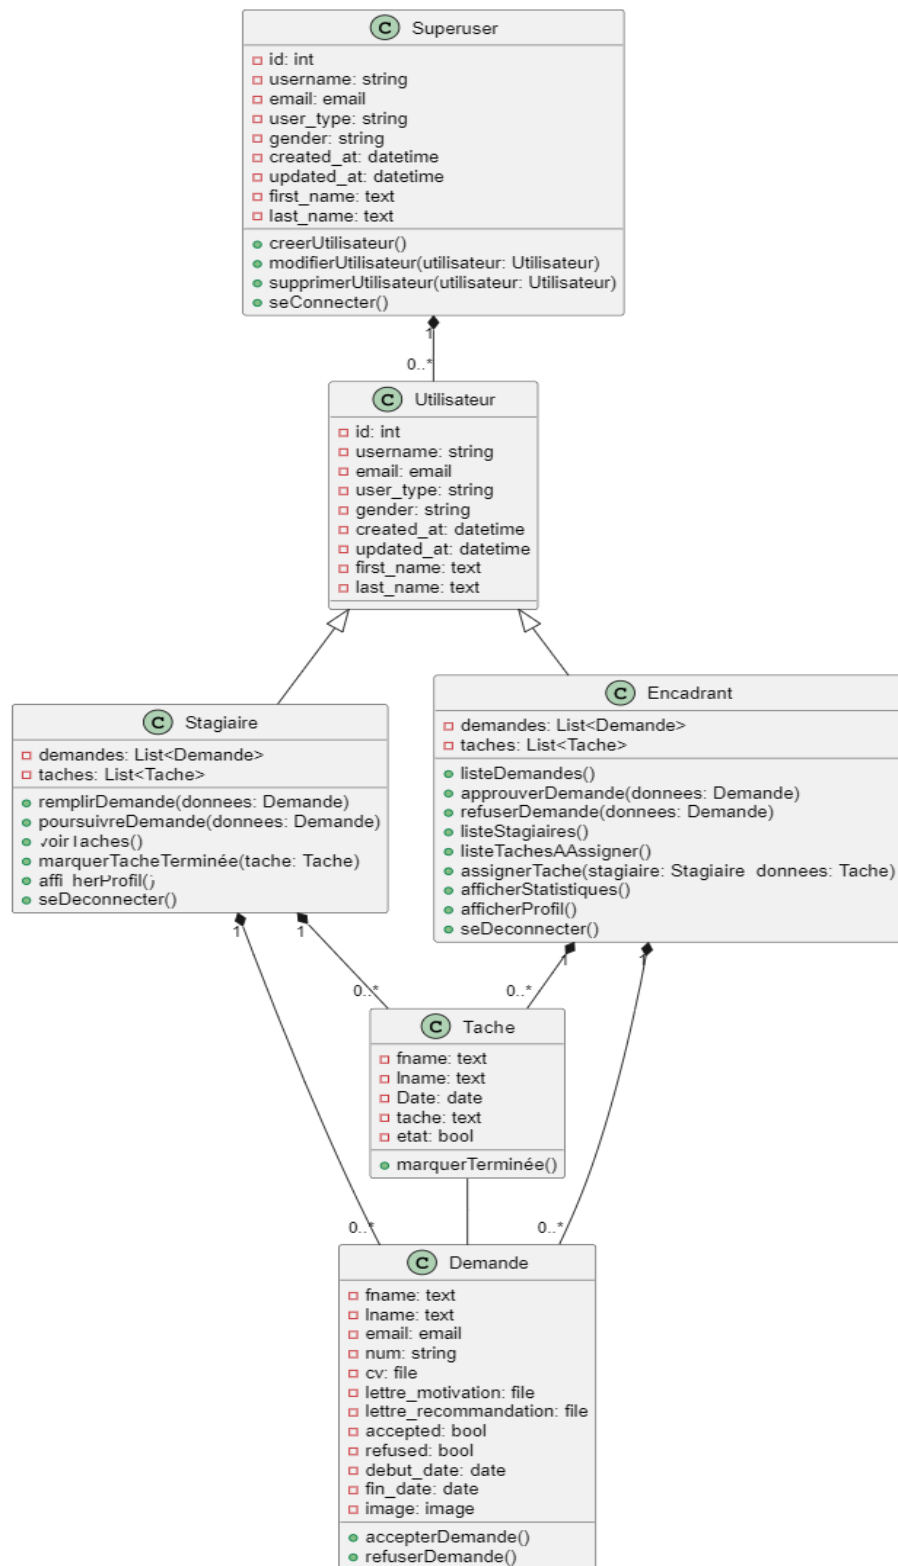 C Superuser
id: int
username: string
email: email
user_type: string
gender: string
created_at: datetime
updated_at: datetime
first_name: text
last_name: text
creerUtilisateur()
modifierUtilisateur(utilisateur: Utilisateur)
supprimerUtilisateur(utilisateur: Utilisateur)
seConnecter()
1
0..*
C Utilisateur
id: int
username: string
email: email
user_type: string
gender: string
created_at: datetime
updated_at: datetime
first_name: text
last_name: text
C Stagiaire
demandes: List<Demande>
taches: List<Tache>
remplirDemande(donnees: Demande)
poursuivreDemande(donnees: Demande)
marquerTacheTerminée(tache: Tache)
seDeconnecter()
C Encadrant
demandes: List<Demande>
taches: List<Tache>
listeDemandes()
approuverDemande(donnees: Demande)
refuserDemande(donnees: Demande)
listeStagiaires()
listeTachesAAssigner()
assignerTache(stagiaire: Stagiaire donnees: Tache)
afficherStatistiques()
afficherProfil()
seDeconnecter()
1
1
1
1
0..*
0..*
C Tache
fname: text
lname: text
Date: date
tache: text
etat: bool
marquerTerminée()
0..*
0..*
C Demande
fname: text
lname: text
email: email
num: string
cv: file
lettre_motivation: file
lettre_recommandation: file
accepted: bool
refused: bool
debut_date: date
fin_date: date
image: image
accepterDemande()
refuserDemande()